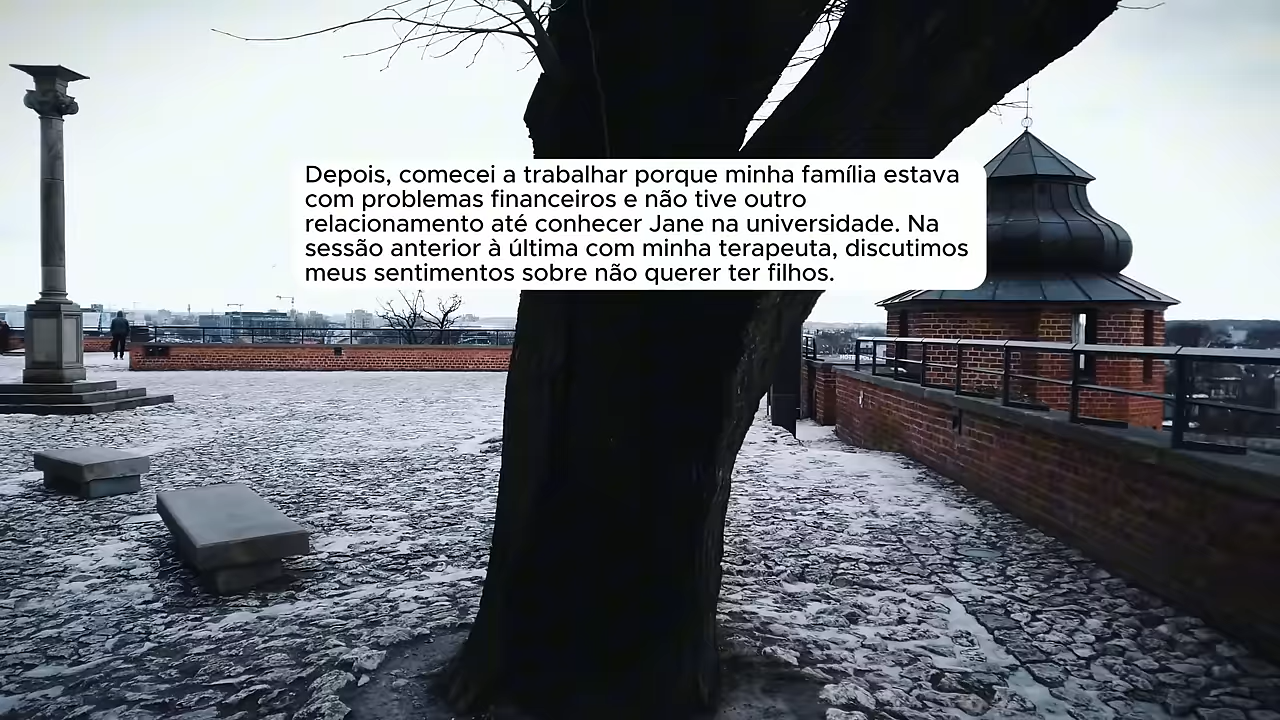 Depois, comecei a trabalhar porque minha família estava
com problemas financeiros e não tive outro
relacionamento até conhecer Jane na universidade. Na
sessão anterior à última com minha terapeuta, discutimos
meus sentimentos sobre não querer ter filhos.